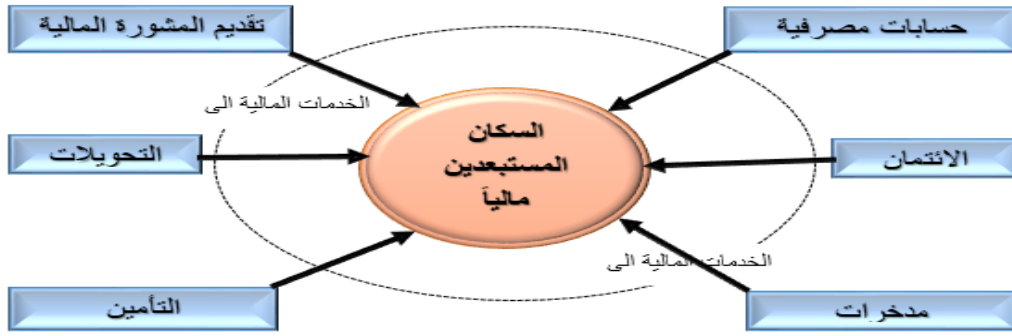 حسابات مصرفية
تقديم المشورة المالية
الخدمات المالية الى
السكان
المستبعدين
مالياً
الائتمان
التحويلات
الخدمات المالية الى
مدخرات
التأمين